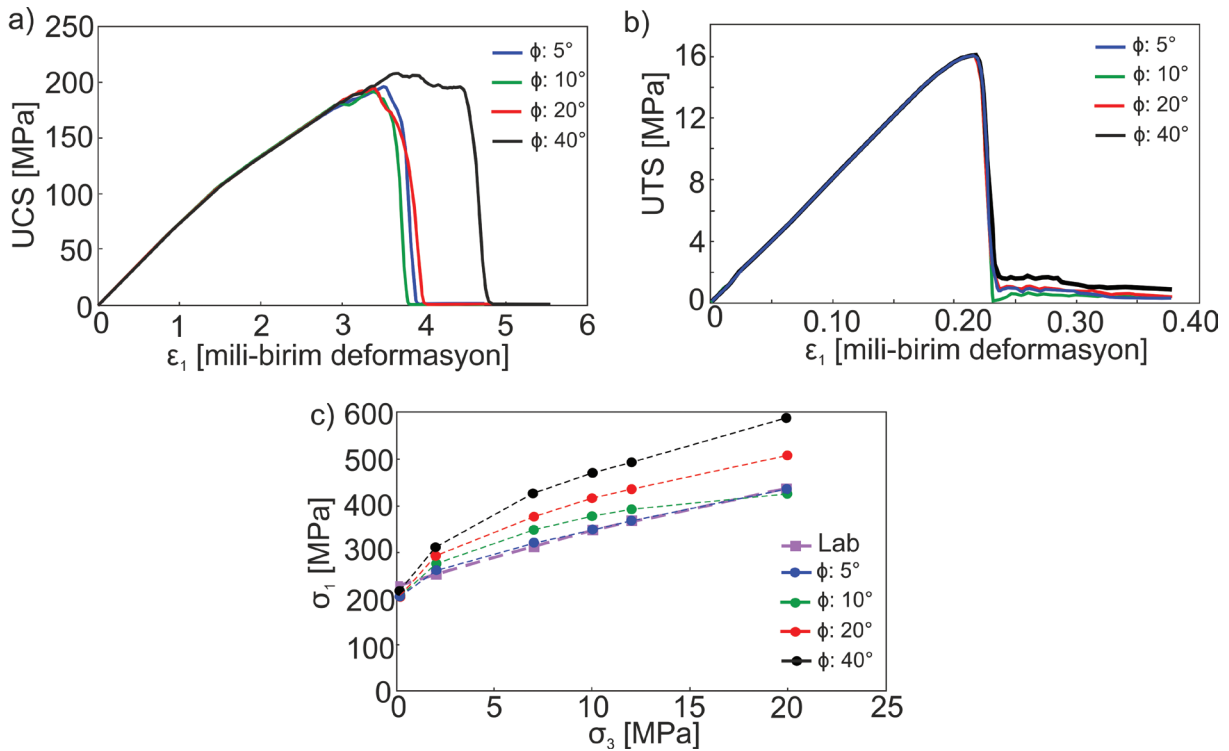 a)
250
200
150
100
50
0
UCS [MPa]
ϕ: 5°
ϕ: 10°
ϕ: 20°
ϕ: 40°
0 1 2 3 4 5 6
ε₁ [mili-birim deformasyon]
b)
16
12
8
4
0
UTS [MPa]
ϕ: 5°
ϕ: 10°
ϕ: 20°
ϕ: 40°
0 0.10 0.20 0.30 0.40
ε₁ [mili-birim deformasyon]
c)
600
500
400
300
200
100
0
σ₁ [MPa]
Lab
ϕ: 5°
ϕ: 10°
ϕ: 20°
ϕ: 40°
0 5 10 15 20 25
σ₃ [MPa]